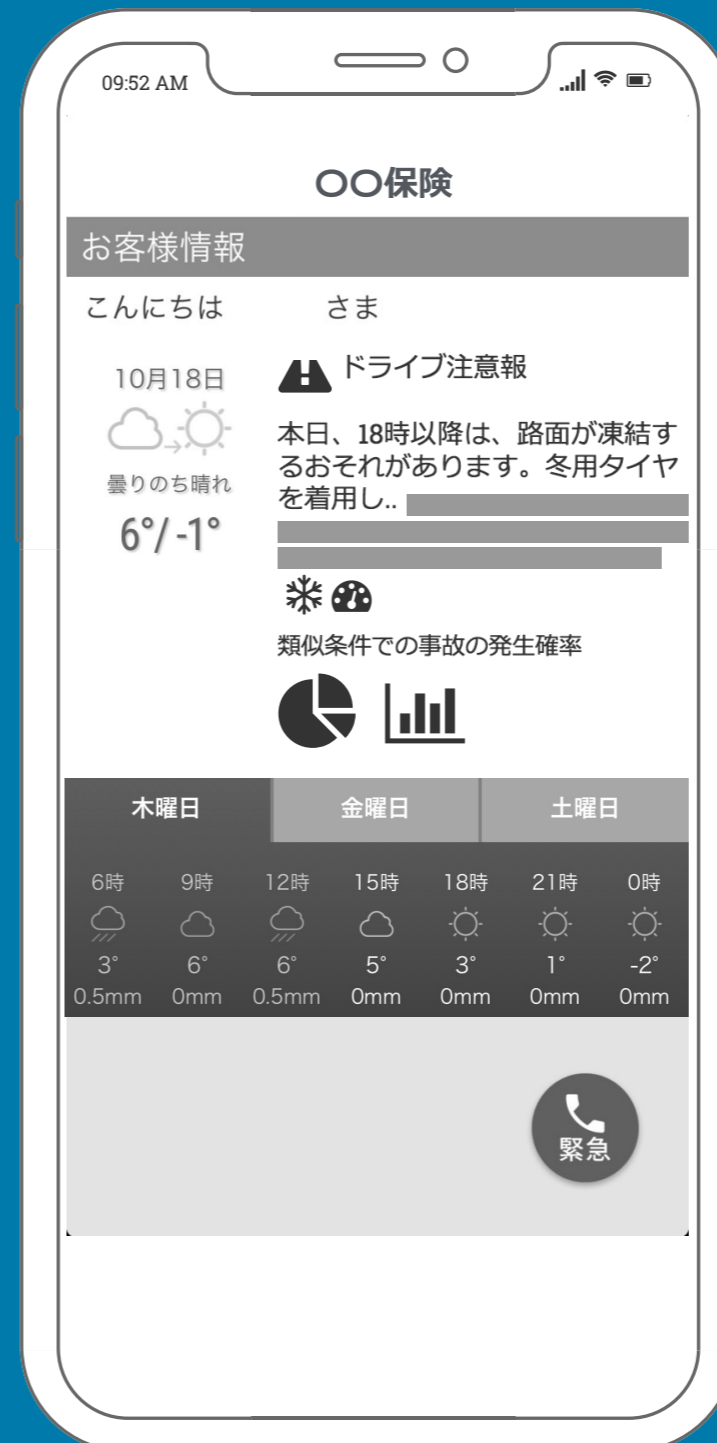 09:52 AM
〇〇保険
お客様情報
こんにちは さま
10月18日
曇りのち晴れ
6°/ -1°
ドライブ注意報
本日、18時以降は、路面が凍結す
るおそれがあります。冬用タイヤ
を着用し..
類似条件での事故の発生確率
木曜日 金曜日 土曜日
6時 9時 12時 15時 18時 21時 0時
3° 6° 6° 5° 3° 1° -2°
0.5mm 0mm 0.5mm 0mm 0mm 0mm 0mm
緊急